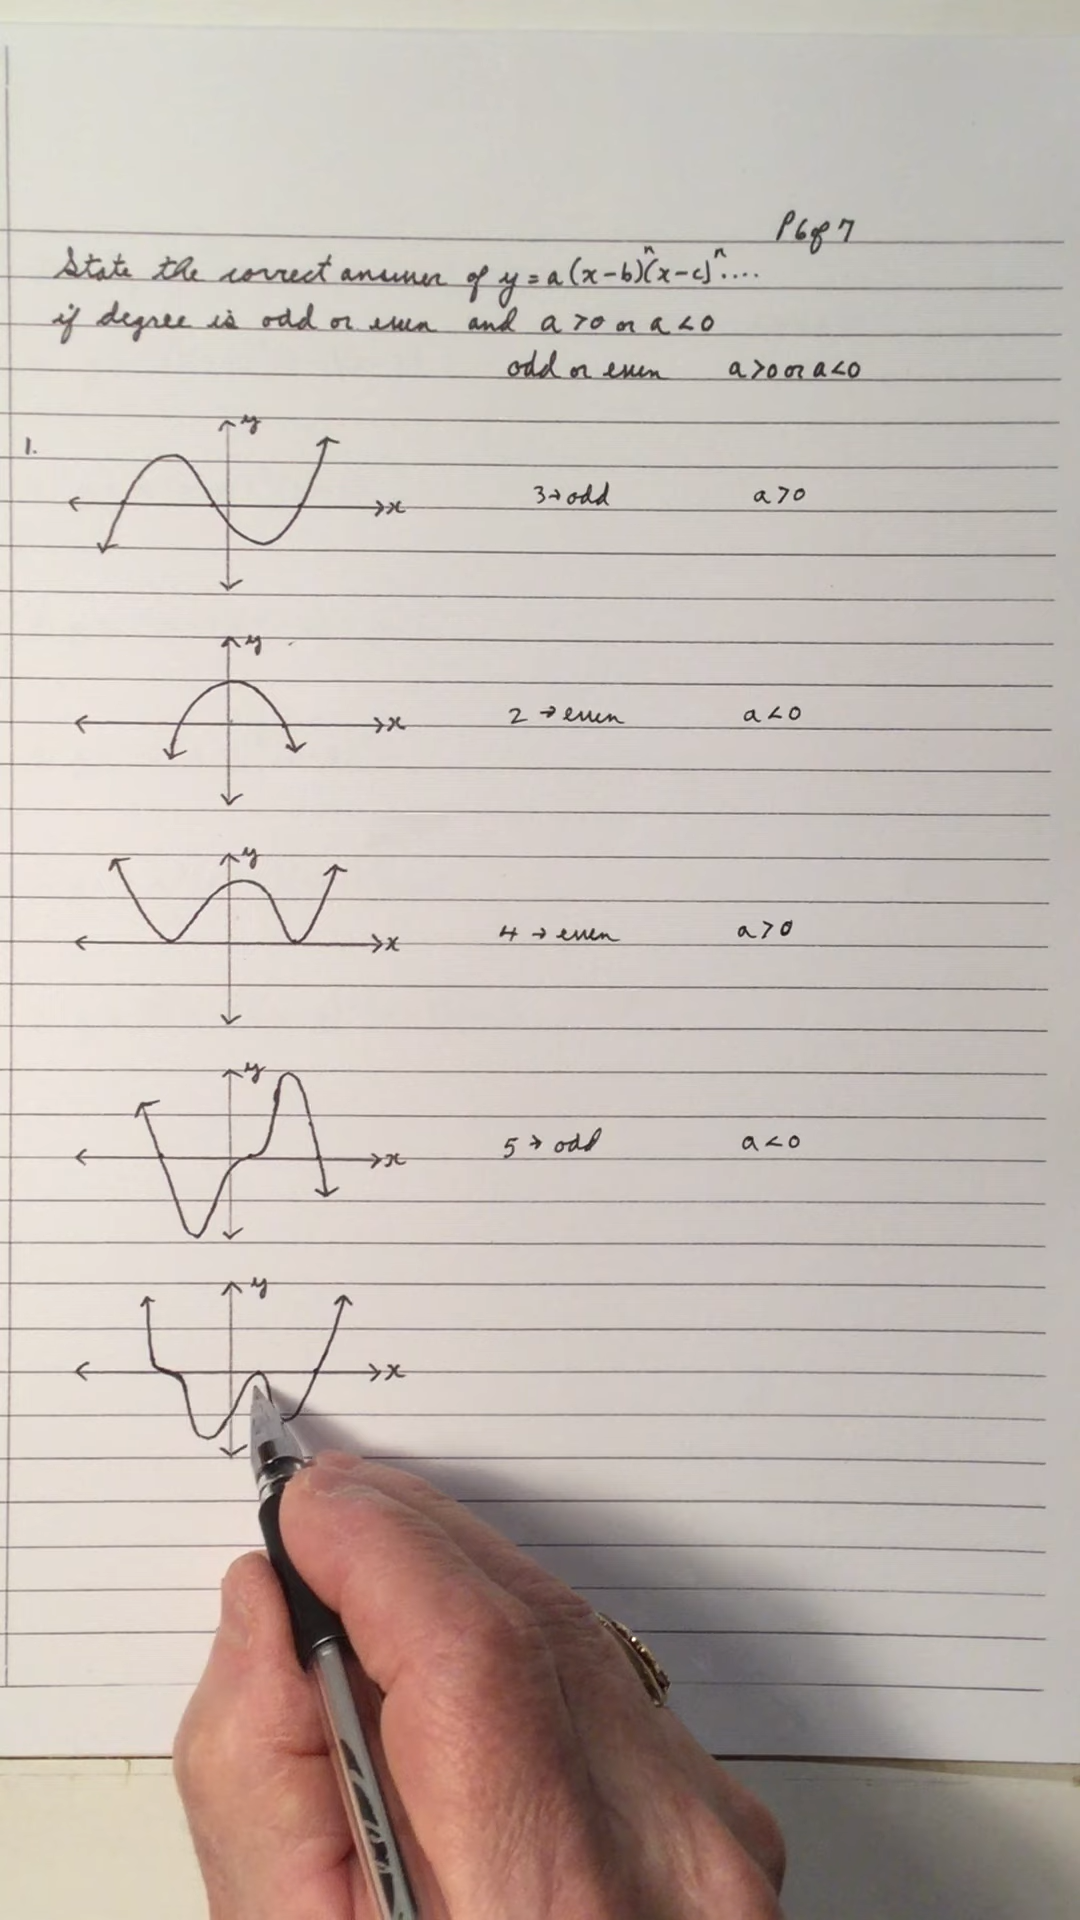 P6 of 7
State the correct answer of y = a(x-b)ⁿ(x-c)ⁿ....
if degree is odd or even and a>0 or a<0
odd or even a>0 or a<0
1.
y
x
3→odd a>0
y
x
2→even a<0
y
x
4→even a>0
y
x
5→odd a<0
y
x